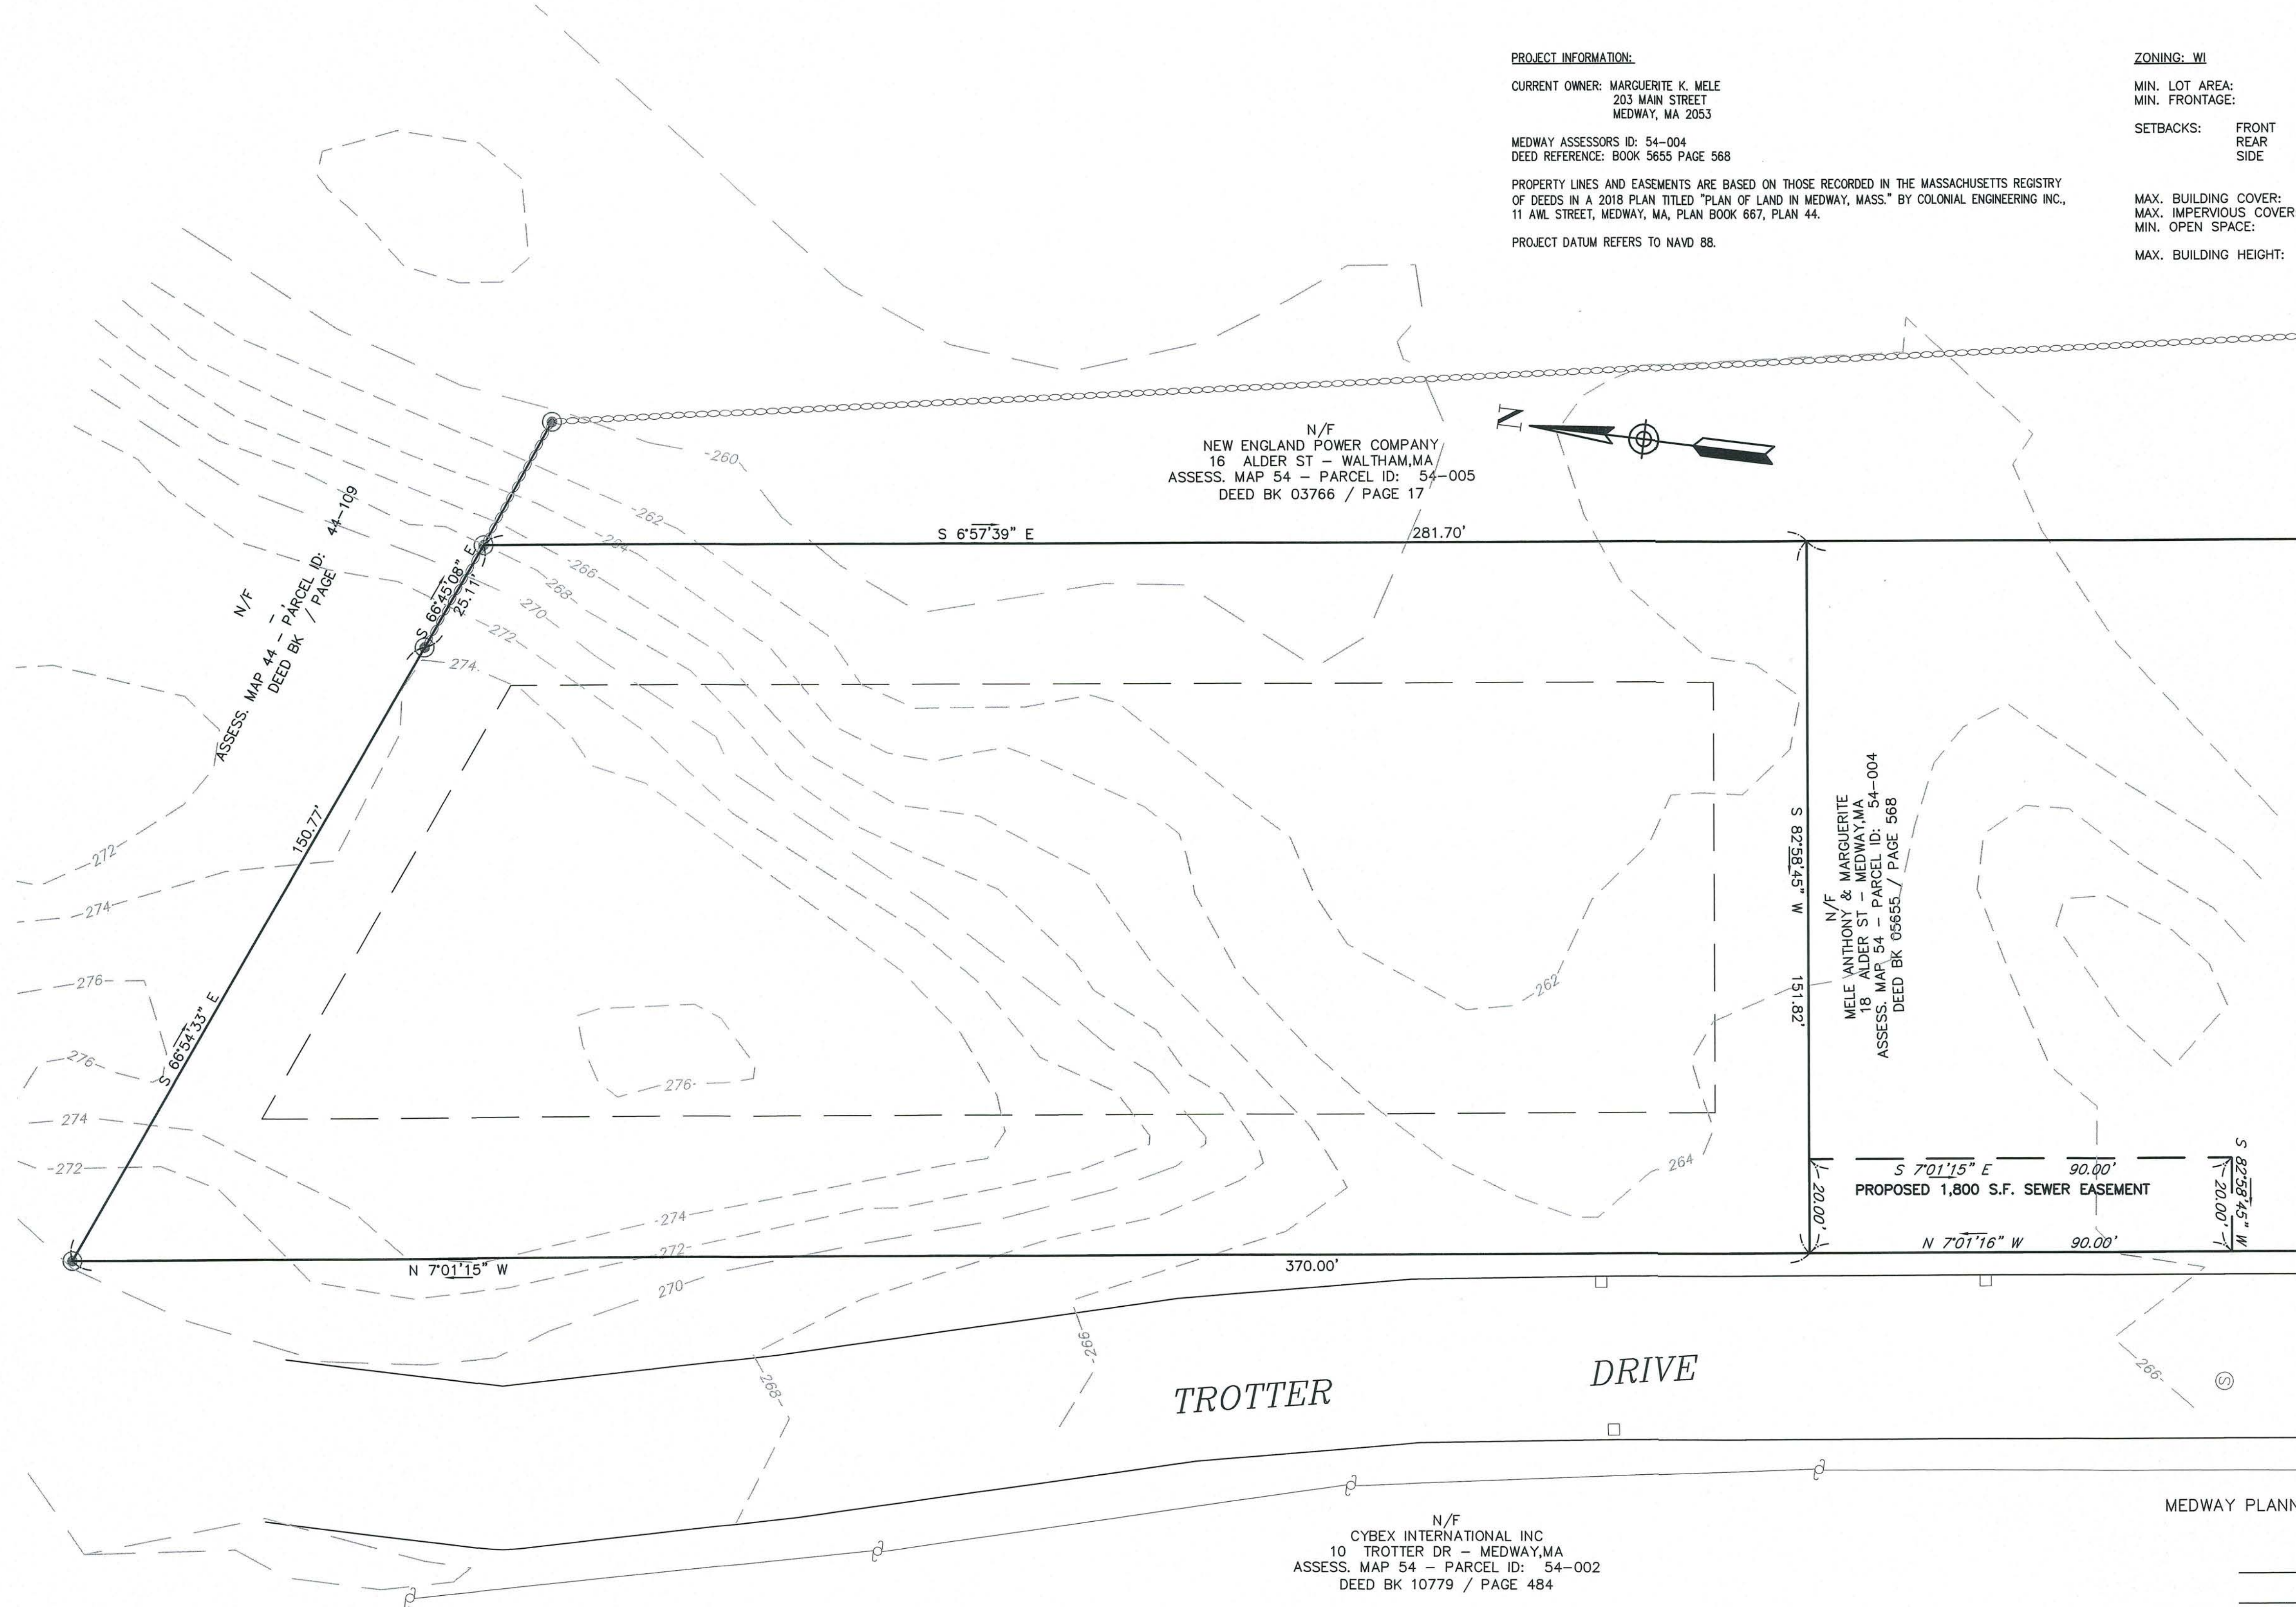 PROJECT INFORMATION:
CURRENT OWNER: MARGUERITE K. MELE
203 MAIN STREET
MEDWAY, MA 2053
MEDWAY ASSESSORS ID: 54-004
DEED REFERENCE: BOOK 5655 PAGE 568
PROPERTY LINES AND EASEMENTS ARE BASED ON THOSE RECORDED IN THE MASSACHUSETTS REGISTRY
OF DEEDS IN A 2018 PLAN TITLED "PLAN OF LAND IN MEDWAY, MASS." BY COLONIAL ENGINEERING INC.,
11 AWL STREET, MEDWAY, MA, PLAN BOOK 667, PLAN 44.
PROJECT DATUM REFERS TO NAVD 88.
ZONING: WI
MIN. LOT AREA:
MIN. FRONTAGE:
SETBACKS: FRONT
REAR
SIDE
MAX. BUILDING COVER:
MAX. IMPERVIOUS COVER
MIN. OPEN SPACE:
MAX. BUILDING HEIGHT:
N
N/F
NEW ENGLAND POWER COMPANY
16 ALDER ST - WALTHAM,MA
ASSESS. MAP 54 - PARCEL ID: 54-005
DEED BK 03766 / PAGE 17
-260
-262
-264
-266
-268
-270
-272
274
S 6°57'39" E
281.70'
N/F
- ,
ASSESS. MAP 44 - PARCEL ID: 44-109
DEED BK / PAGE
S 66°45'08" E
25.11'
150.77'
S 66°54'33" E
-272
-274
-276
-276
274
-272
-276
-262
264
S 82°58'45" W
151.82'
N/F
MELE ANTHONY & MARGUERITE
18 ALDER ST - MEDWAY,MA
ASSESS. MAP 54 - PARCEL ID: 54-004
DEED BK 05655 / PAGE 568
S 7°01'15" E 90.00'
PROPOSED 1,800 S.F. SEWER EASEMENT
20.00'
20.00'
S 82°58'45" W
N 7°01'16" W 90.00'
-274
-272
270
N 7°01'15" W
370.00'
-268
-266
-266
S
TROTTER DRIVE
N/F
CYBEX INTERNATIONAL INC
10 TROTTER DR - MEDWAY,MA
ASSESS. MAP 54 - PARCEL ID: 54-002
DEED BK 10779 / PAGE 484
MEDWAY PLANN